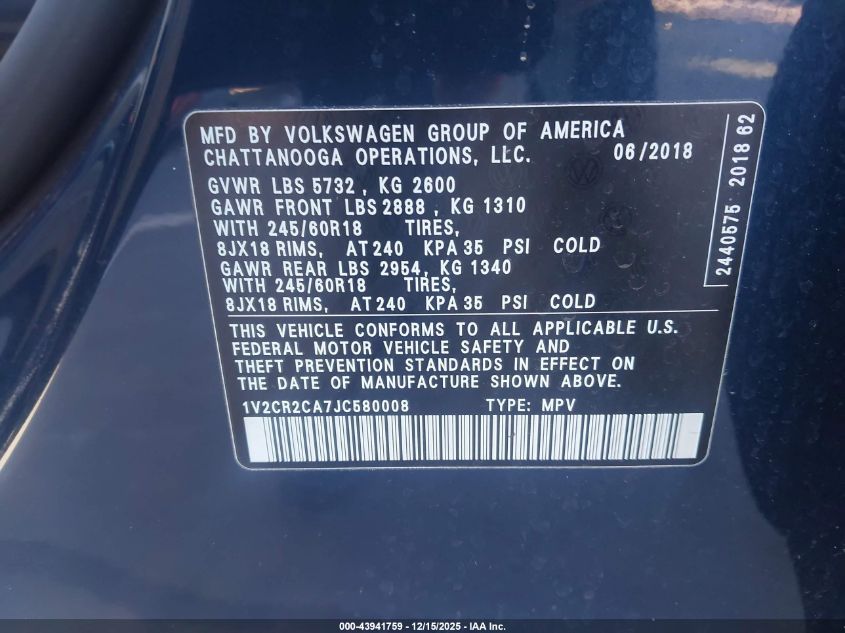 MFD BY VOLKSWAGEN GROUP OF AMERICA
CHATTANOOGA OPERATIONS, LLC. 06/2018
GVWR LBS 5732 , KG 2600
GAWR FRONT LBS 2888 , KG 1310
WITH 245/60R18 TIRES,
8JX18 RIMS, AT 240 KPA 35 PSI COLD
GAWR REAR LBS 2954, KG 1340
WITH 245/60R18 TIRES,
8JX18 RIMS, AT 240 KPA 35 PSI COLD
THIS VEHICLE CONFORMS TO ALL APPLICABLE U.S.
FEDERAL MOTOR VEHICLE SAFETY AND
THEFT PREVENTION STANDARDS IN EFFECT ON
THE DATE OF MANUFACTURE SHOWN ABOVE.
1V2CR2CA7JC580008 TYPE: MPV
2440575 2018 62
000-43941759 - 12/15/2025 - IAA Inc.